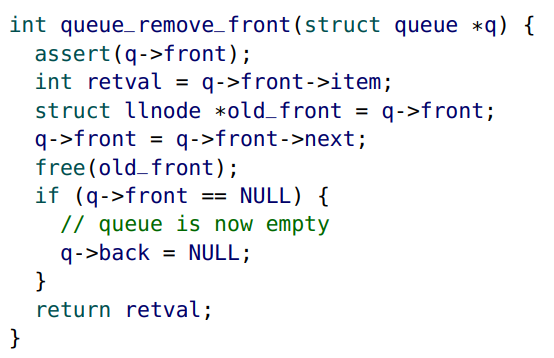 int queue_remove_front(struct queue *q) {
  assert(q->front);
  int retval = q->front->item;
  struct llnode *old_front = q->front;
  q->front = q->front->next;
  free(old_front);
  if (q->front == NULL) {
    // queue is now empty
    q->back = NULL;
  }
  return retval;
}